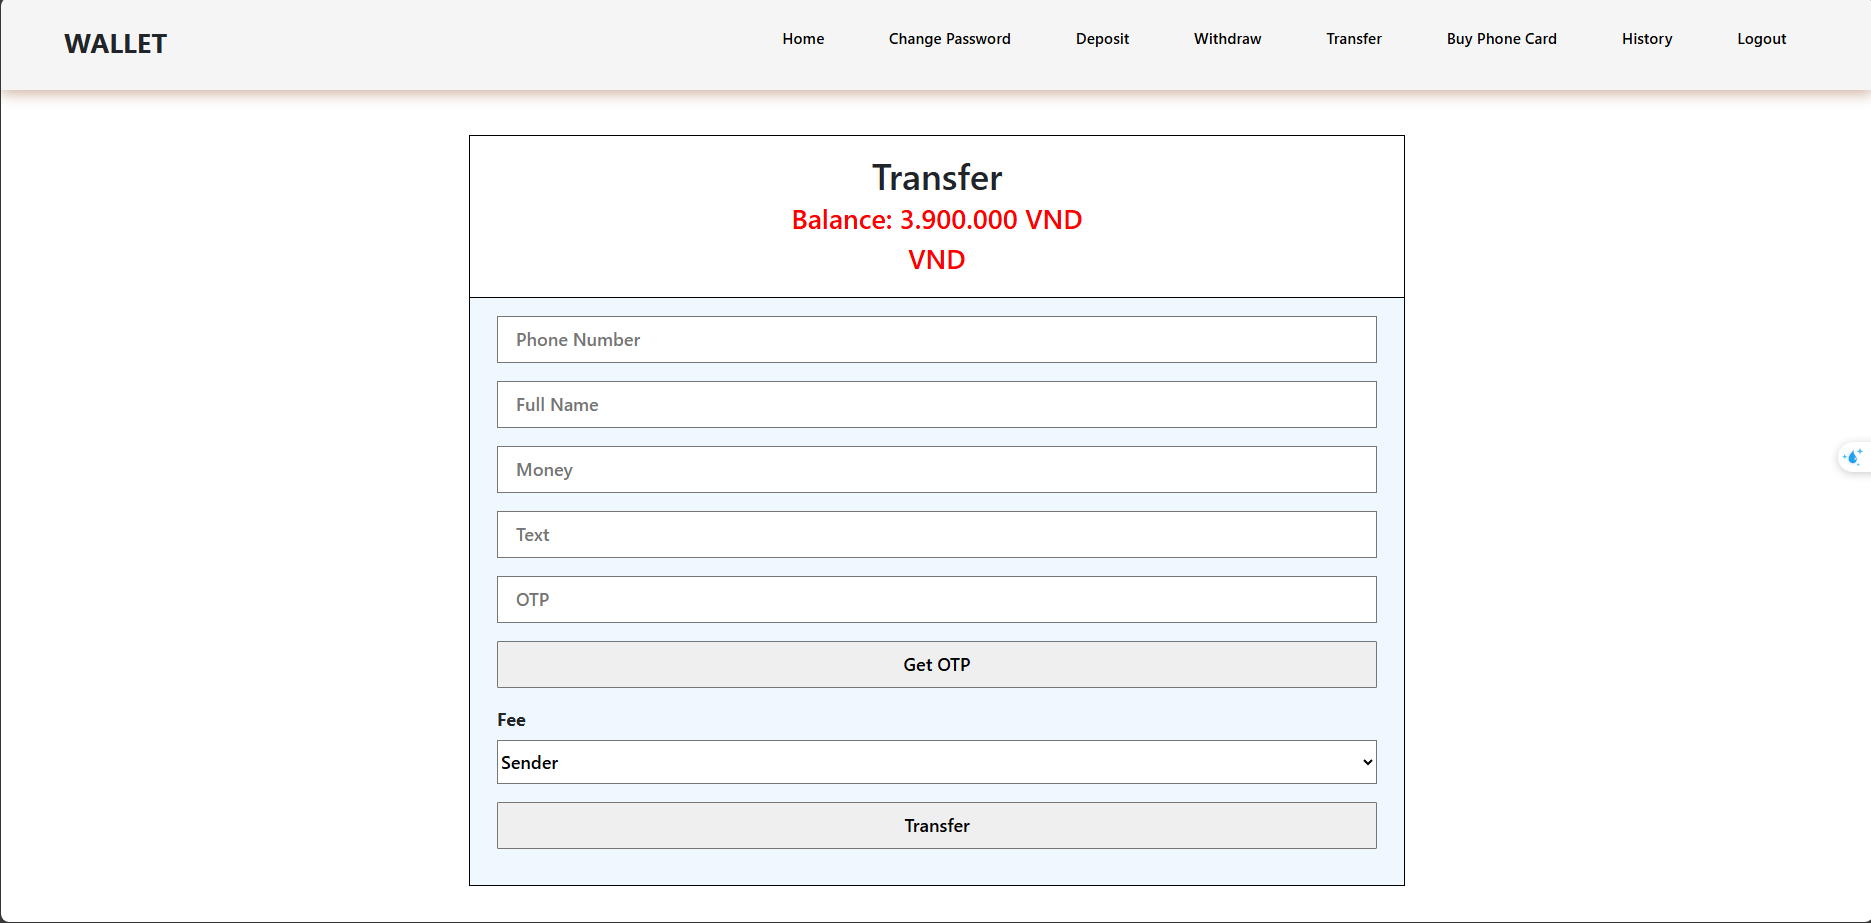 WALLET
Home Change Password Deposit Withdraw Transfer Buy Phone Card History Logout
Transfer
Balance: 3.900.000 VND
VND
Phone Number
Full Name
Money
Text
OTP
Get OTP
Fee
Sender
Transfer